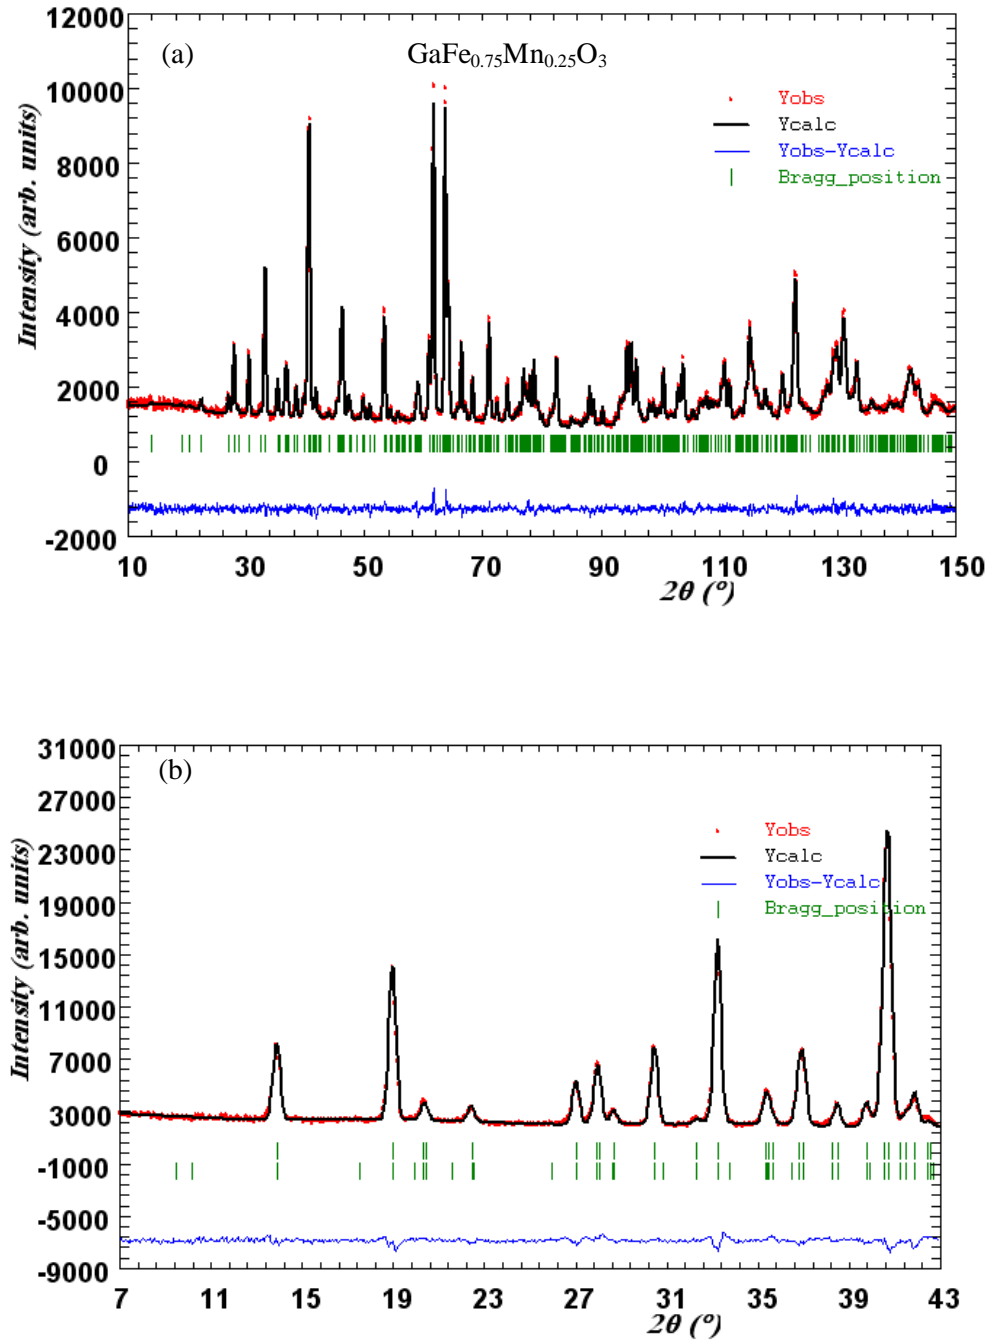 12000
(a)
GaFe0.75Mn0.25O3
10000
Yobs
Ycalc
8000
Yobs-Ycalc
Bragg_position
6000
4000
2000
0
-2000
Intensity (arb. units)
10 30 50 70 90 110 130 150
2θ (°)
31000
(b)
27000
Yobs
23000
Ycalc
Yobs-Ycalc
19000
Bragg_position
15000
11000
7000
3000
-1000
-5000
-9000
Intensity (arb. units)
7 11 15 19 23 27 31 35 39 43
2θ (°)